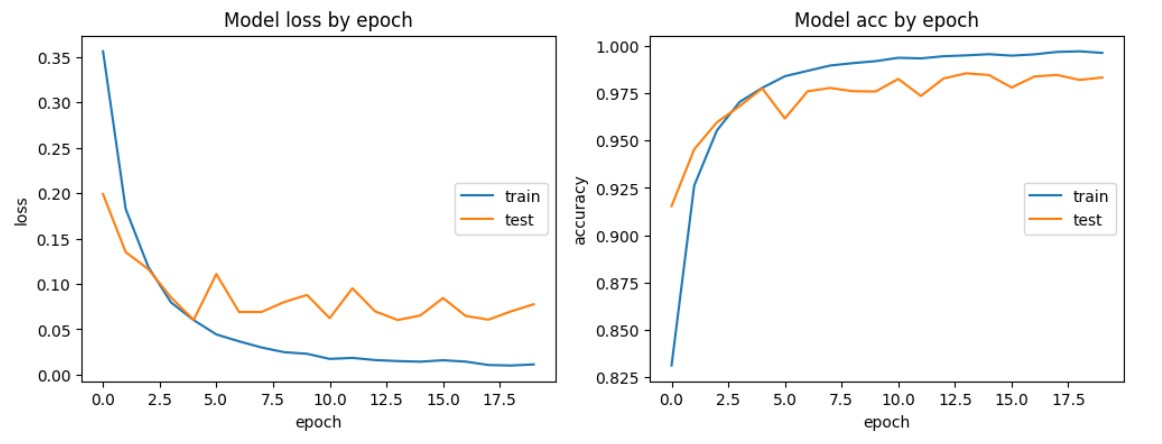 Model loss by epoch
0.35
0.30
0.25
0.20
0.15
0.10
0.05
0.00
loss
train
test
0.0 2.5 5.0 7.5 10.0 12.5 15.0 17.5
epoch
Model acc by epoch
1.000
0.975
0.950
0.925
0.900
0.875
0.850
0.825
accuracy
train
test
0.0 2.5 5.0 7.5 10.0 12.5 15.0 17.5
epoch